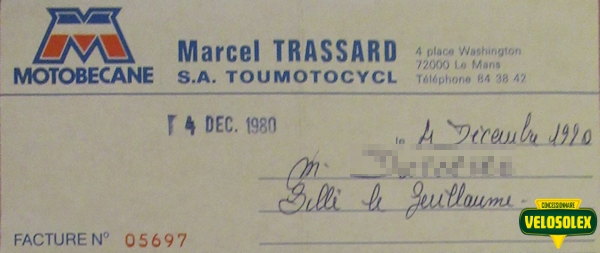 MOTOBECANE
Marcel TRASSARD
S.A. TOUMOTOCYCL
4 place Washington
72000 Le Mans
Téléphone 84 38 42
4 DEC. 1980
le 4 Décembre 1980
M.
Billé le Guillaume
CONCESSIONNAIRE
VELOSOLEX
FACTURE N° 05697